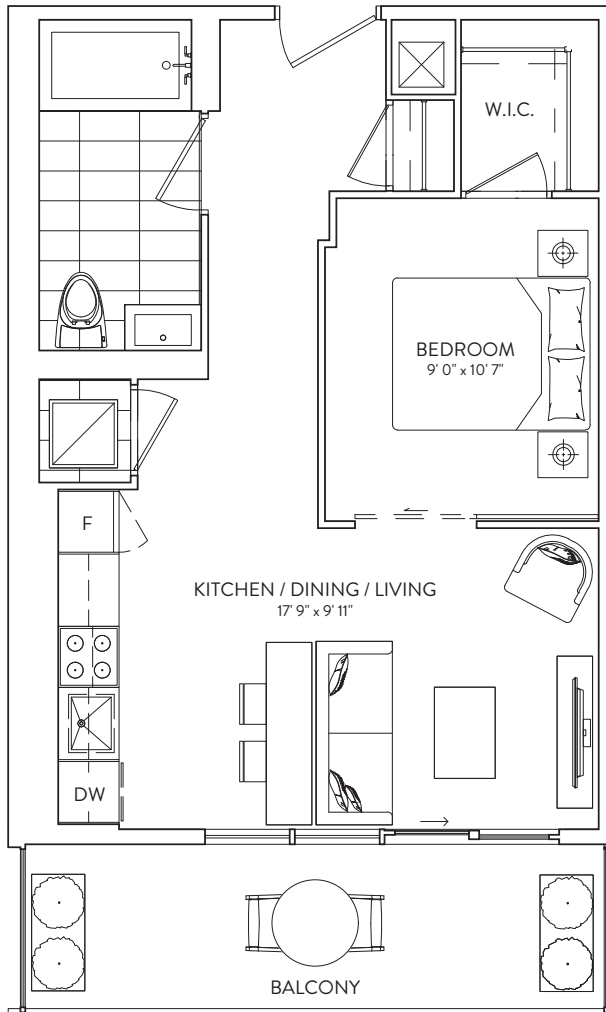 W.I.C.
BEDROOM
9' 0" x 10' 7"
F
KITCHEN / DINING / LIVING
17' 9" x 9' 11"
DW
BALCONY